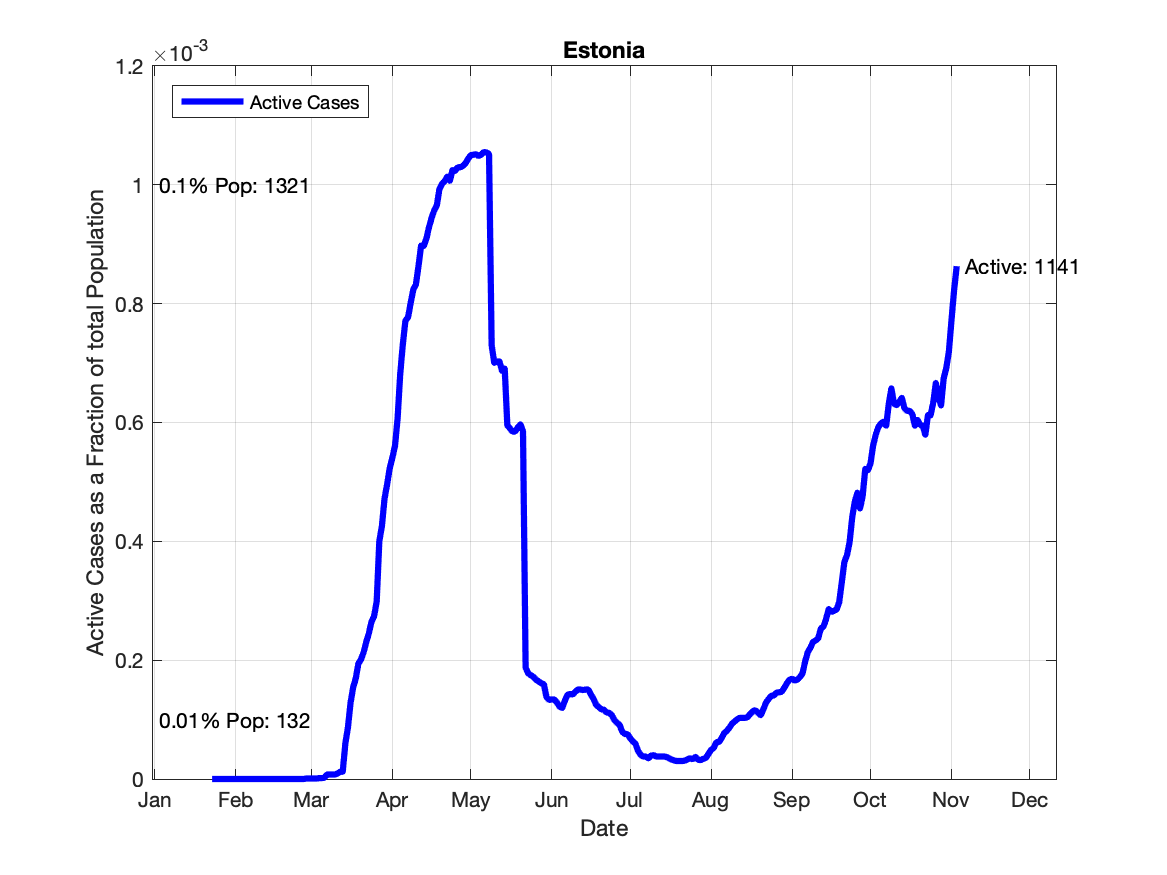 ×10-3
Estonia
1.2
Active Cases
1
0.1% Pop: 1321
0.8
Active: 1141
0.6
0.4
0.2
0.01% Pop: 132
0
Jan Feb Mar Apr May Jun Jul Aug Sep Oct Nov Dec
Date
Active Cases as a Fraction of total Population